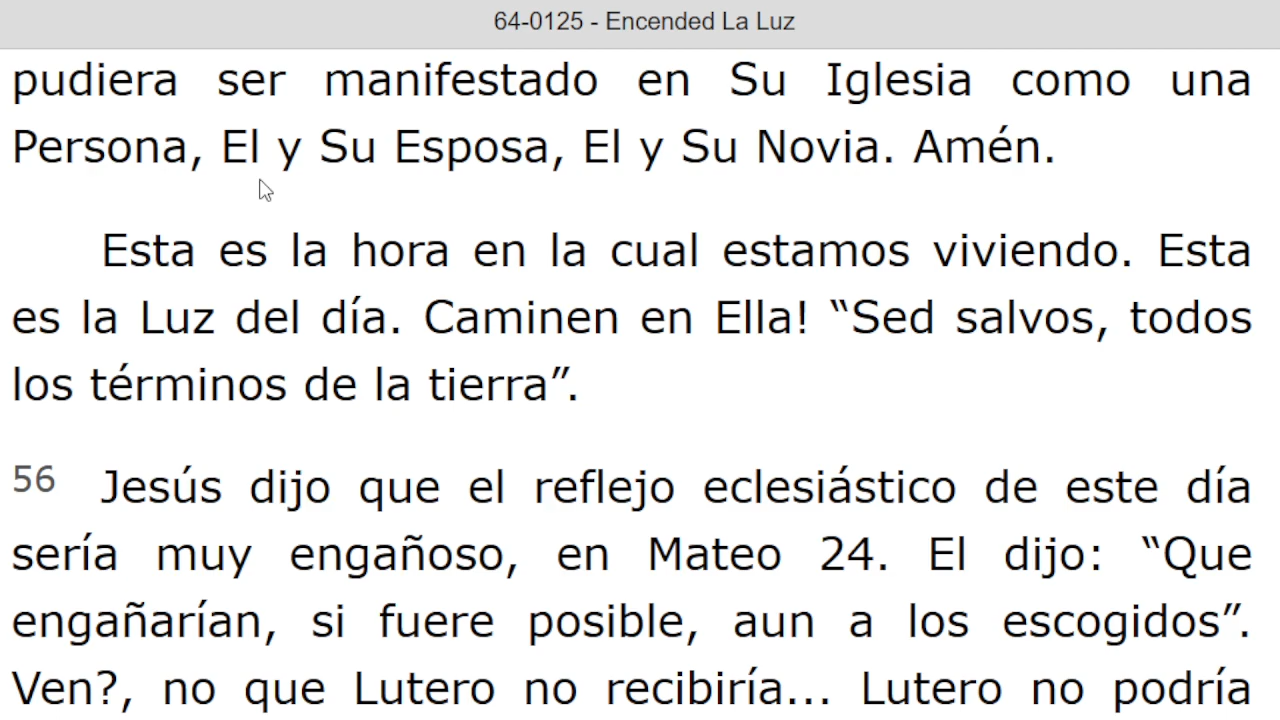 64-0125 - Encended La Luz
pudiera ser manifestado en Su Iglesia como una
Persona, El y Su Esposa, El y Su Novia. Amén.
Esta es la hora en la cual estamos viviendo. Esta
es la Luz del día. Caminen en Ella! “Sed salvos, todos
los términos de la tierra”.
56 Jesús dijo que el reflejo eclesiástico de este día
sería muy engañoso, en Mateo 24. El dijo: “Que
engañarían, si fuere posible, aun a los escogidos”.
Ven?, no que Lutero no recibiría... Lutero no podría